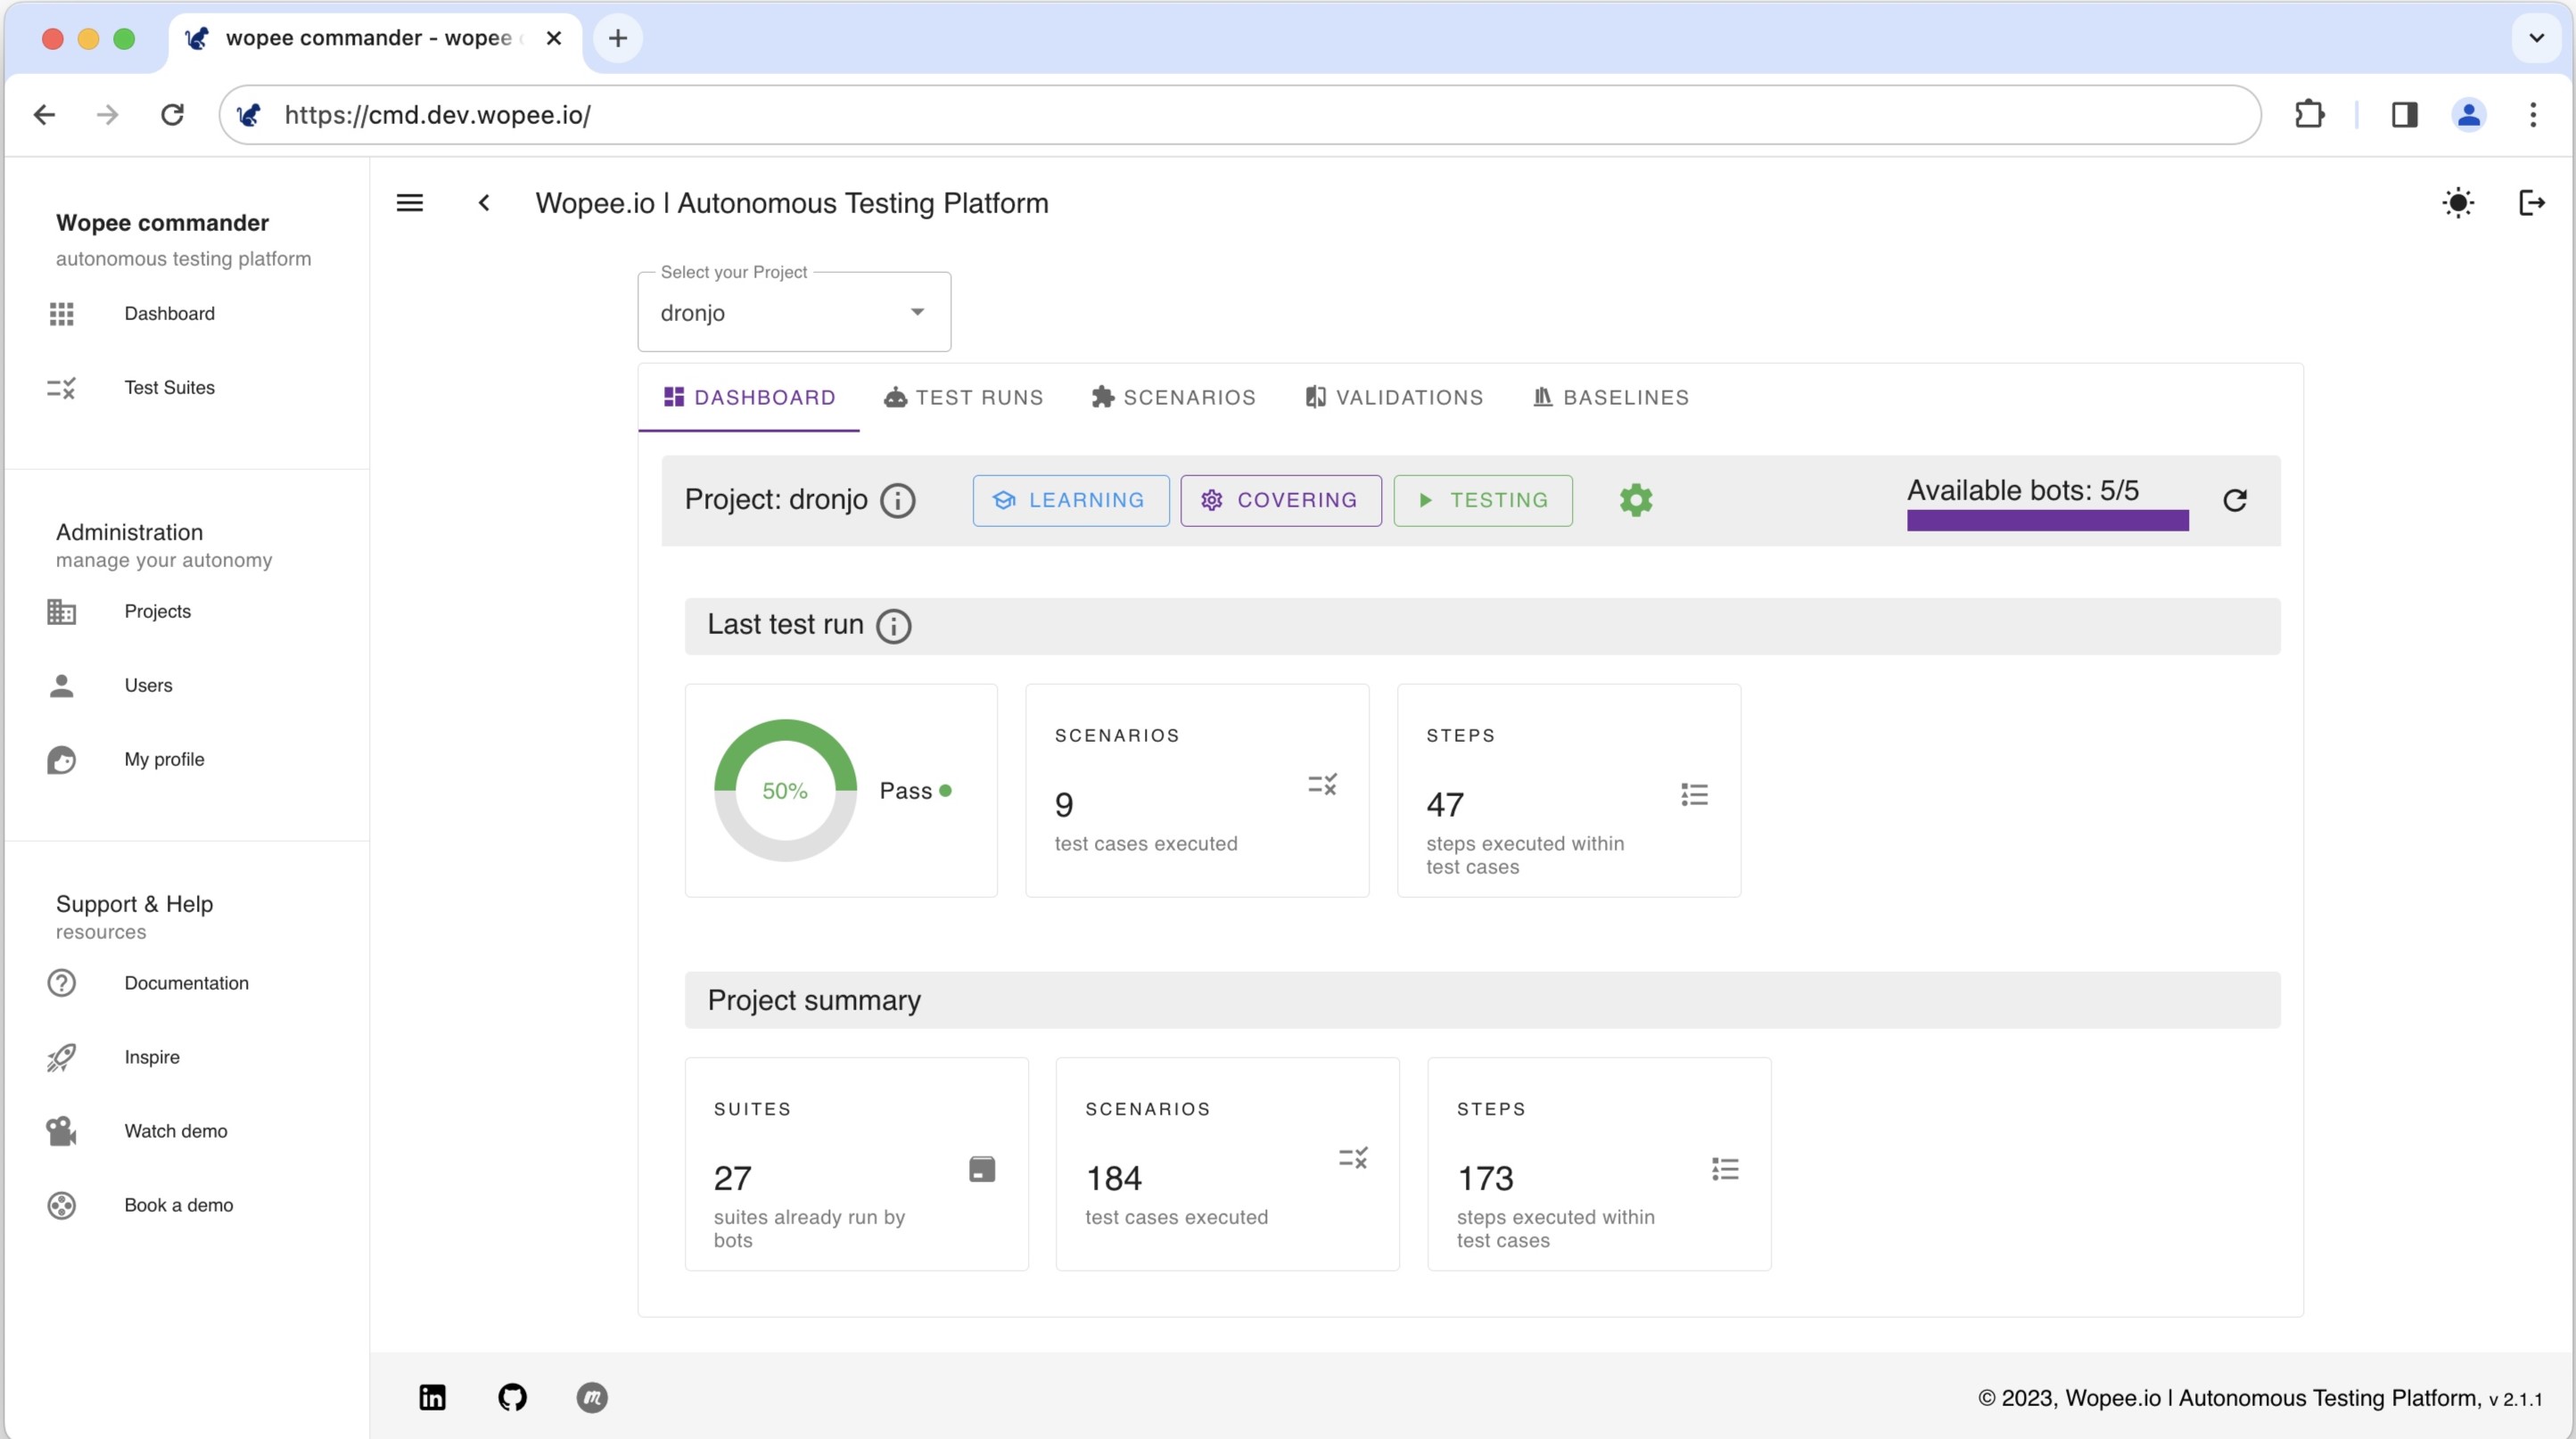 wopee commander - wopee
https://cmd.dev.wopee.io/
Wopee commander
autonomous testing platform
Dashboard
Test Suites
Administration
manage your autonomy
Projects
Users
My profile
Support & Help
resources
Documentation
Inspire
Watch demo
Book a demo
Wopee.io | Autonomous Testing Platform
Select your Project
dronjo
DASHBOARD TEST RUNS SCENARIOS VALIDATIONS BASELINES
Project: dronjo LEARNING COVERING TESTING Available bots: 5/5
Last test run
50% Pass
SCENARIOS
9
test cases executed
STEPS
47
steps executed within
test cases
Project summary
SUITES
27
suites already run by
bots
SCENARIOS
184
test cases executed
STEPS
173
steps executed within
test cases
© 2023, Wopee.io | Autonomous Testing Platform, v 2.1.1